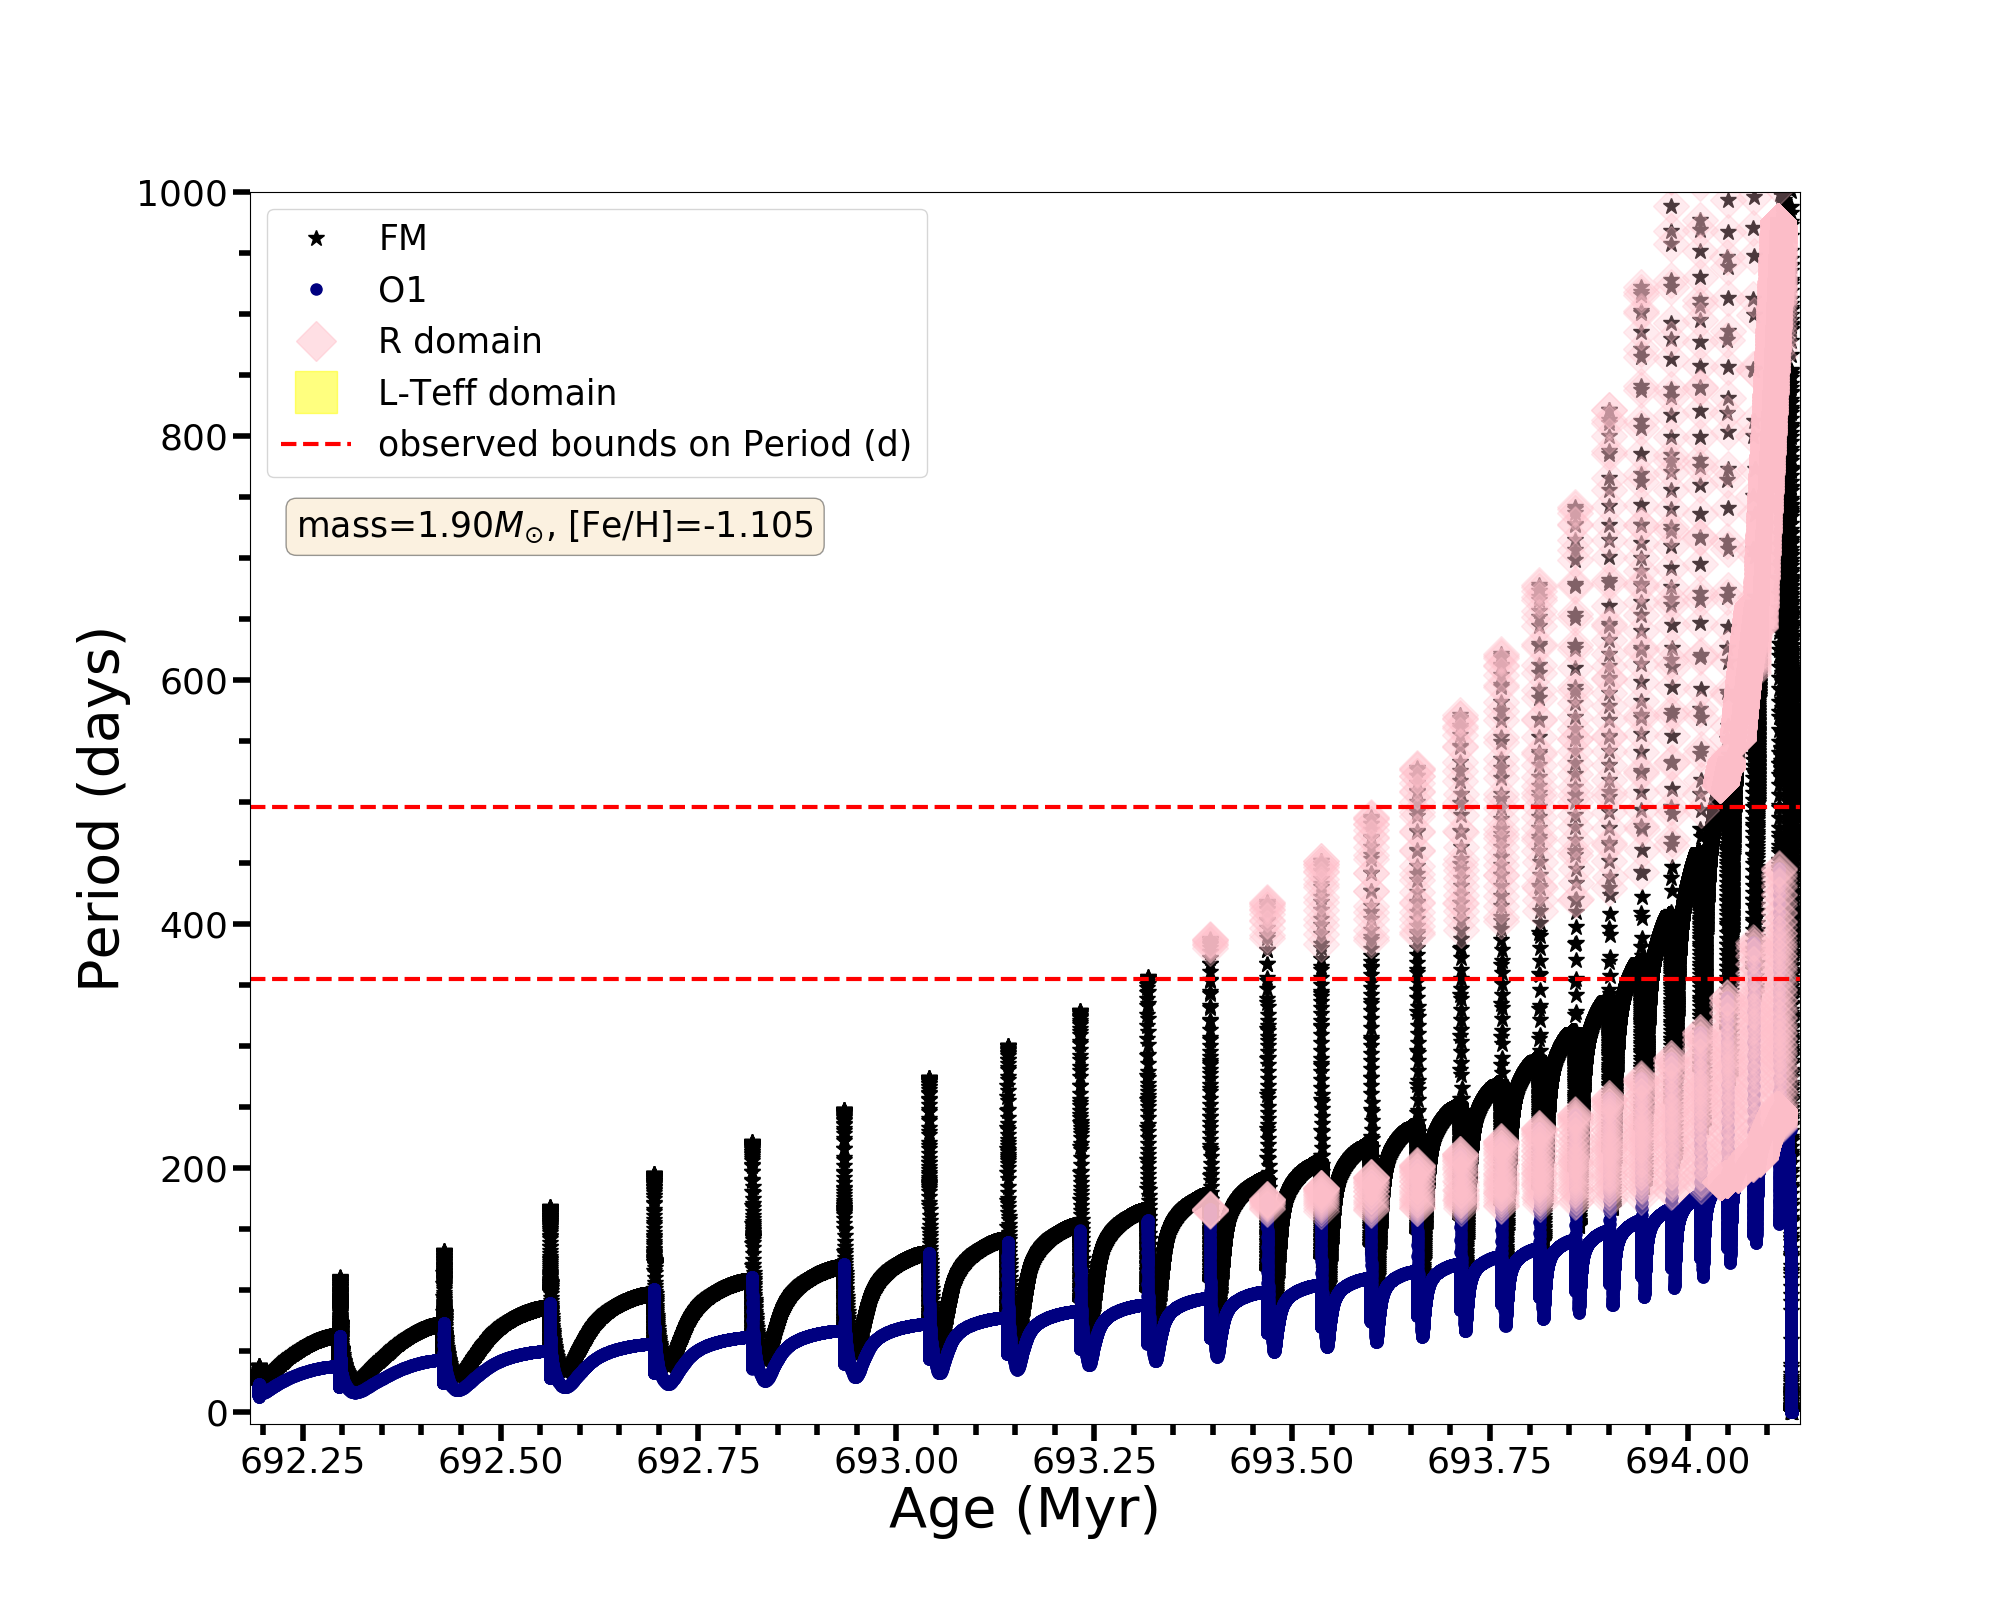 FM
O1
R domain
L-Teff domain
observed bounds on Period (d)
mass=1.90M⊙, [Fe/H]=-1.105
1000
800
600
400
200
0
Period (days)
692.25 692.50 692.75 693.00 693.25 693.50 693.75 694.00
Age (Myr)